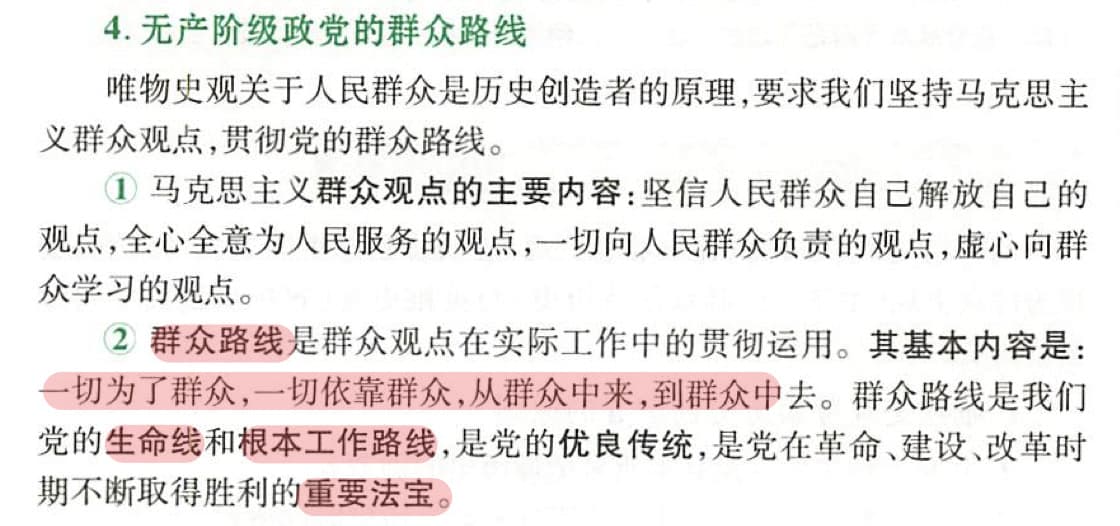 4. 无产阶级政党的群众路线
唯物史观关于人民群众是历史创造者的原理,要求我们坚持马克思主
义群众观点,贯彻党的群众路线。
① 马克思主义群众观点的主要内容:坚信人民群众自己解放自己的
观点,全心全意为人民服务的观点,一切向人民群众负责的观点,虚心向群
众学习的观点。
② 群众路线是群众观点在实际工作中的贯彻运用。其基本内容是:
一切为了群众,一切依靠群众,从群众中来,到群众中去。群众路线是我们
党的生命线和根本工作路线,是党的优良传统,是党在革命、建设、改革时
期不断取得胜利的重要法宝。